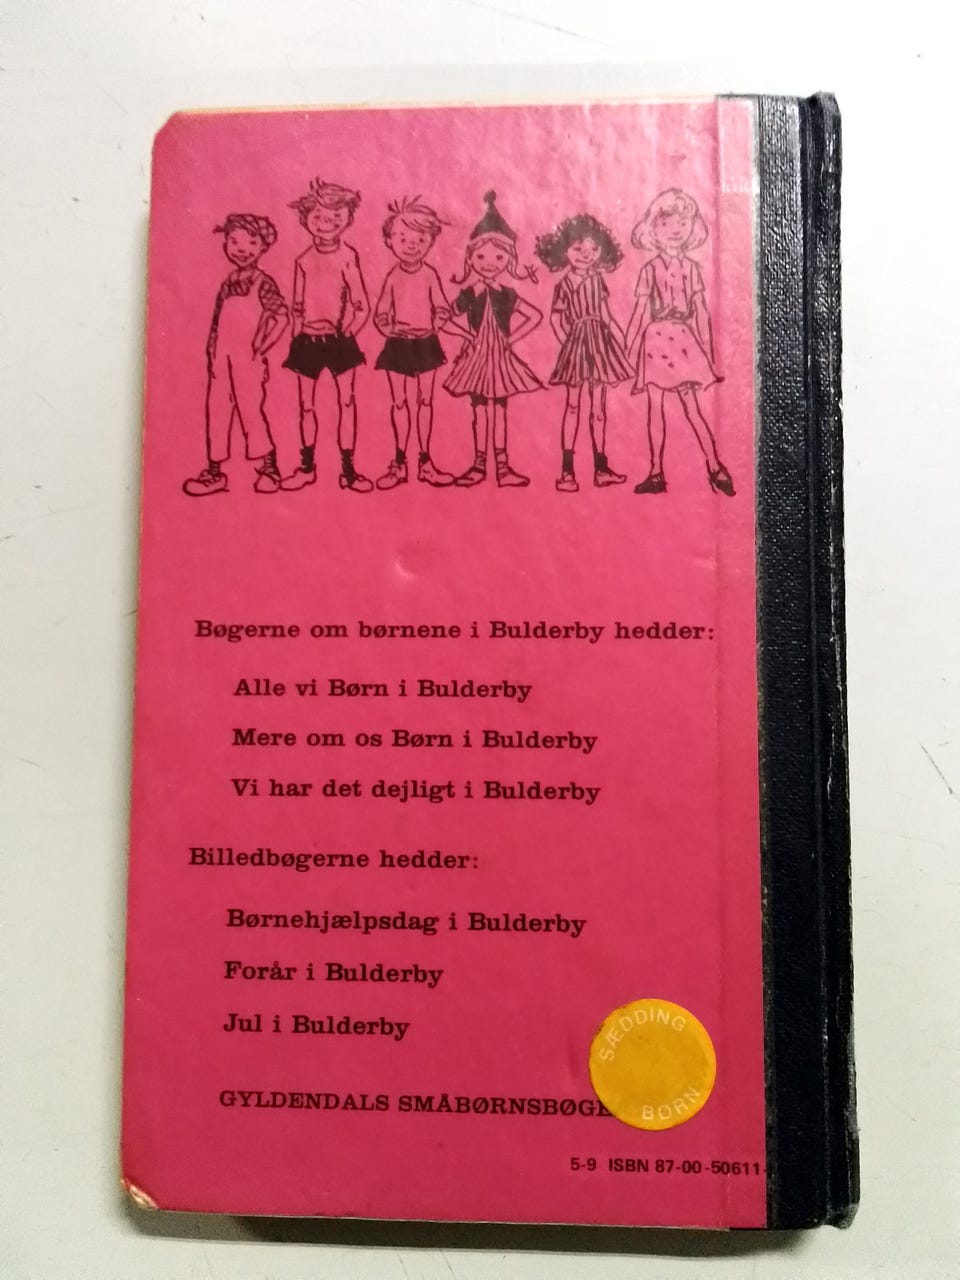 Bøgerne om børnene i Bulderby hedder:
Alle vi Børn i Bulderby
Mere om os Børn i Bulderby
Vi har det dejligt i Bulderby
Billedbøgerne hedder:
Børnehjælpsdag i Bulderby
Forår i Bulderby
Jul i Bulderby
SÆDDING
BØRN
GYLDENDALS SMÅBØRNSBØGE
5-9 ISBN 87-00-50611-